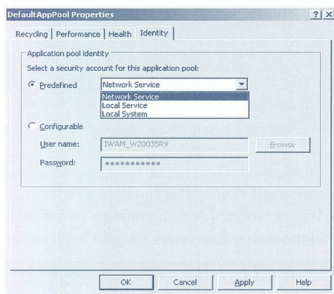 DefaultAppPool Properties
? X
Recycling Performance Health Identity
Application pool identity
Select a security account for this application pool:
Predefined Network Service
Network Service
Local Service
Local System
Configurable
User name: IWAM_W2003SRV Browse
Password:
OK Cancel Apply Help